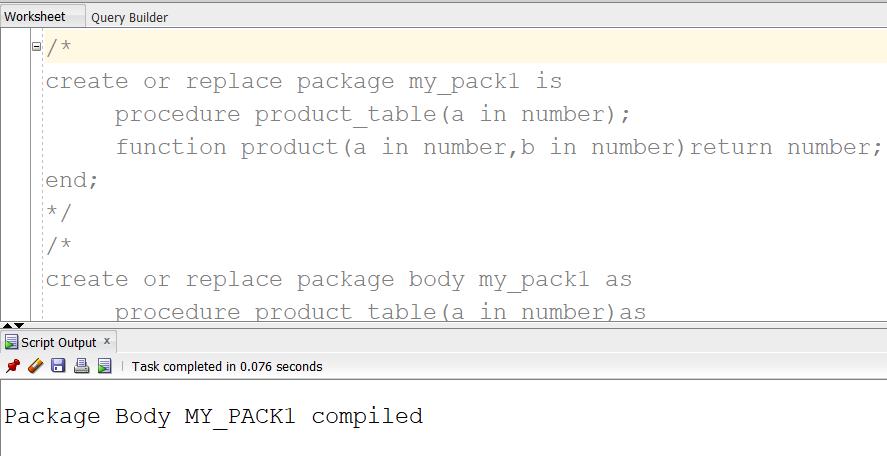 Worksheet Query Builder
/*
create or replace package my_pack1 is
procedure product_table(a in number);
function product(a in number,b in number)return number;
end;
*/
/*
create or replace package body my_pack1 as
procedure product_table(a in number)as
Script Output x
Task completed in 0.076 seconds
Package Body MY_PACK1 compiled